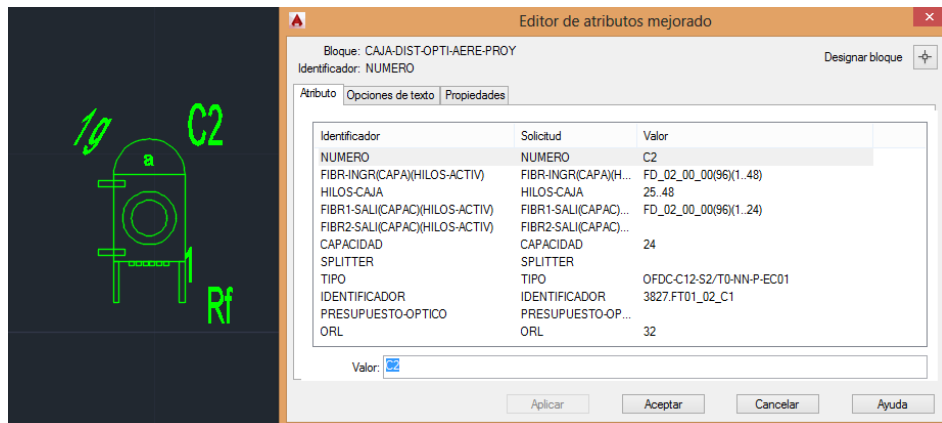 Editor de atributos mejorado
Bloque: CAJA-DIST-OPTI-AERE-PROY
Designar bloque
Identificador: NUMERO
Atributo Opciones de texto Propiedades
Identificador Solicitud Valor
NUMERO NUMERO C2
FIBR-INGR(CAPA)(HILOS-ACTIV) FIBR-INGR(CAPA)(H... FD_02_00_00(96)(1..48)
HILOS-CAJA HILOS-CAJA 25..48
FIBR1-SALI(CAPAC)(HILOS-ACTIV) FIBR1-SALI(CAPAC)... FD_02_00_00(96)(1..24)
FIBR2-SALI(CAPAC)(HILOS-ACTIV) FIBR2-SALI(CAPAC)...
CAPACIDAD CAPACIDAD 24
SPLITTER SPLITTER
TIPO TIPO OFDC-C12-S2/T0-NN-P-EC01
IDENTIFICADOR IDENTIFICADOR 3827.FT01_02_C1
PRESUPUESTO-OPTICO PRESUPUESTO-OP...
ORL ORL 32
Valor: C2
Aplicar Aceptar Cancelar Ayuda
1g C2
a
1
Rf